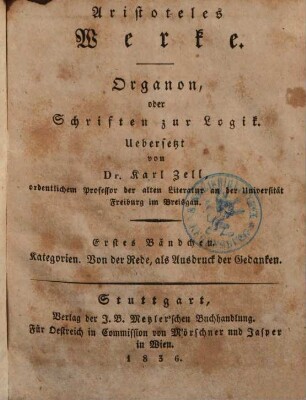 Aristoteles
Werke.
Organon,
oder
Schriften zur Logik.
Uebersetzt
von
Dr. Karl Zell,
ordentlichem Professor der alten Literatur an der Universität
Freiburg im Breisgau.
Erstes Bändchen.
Kategorien. Von der Rede, als Ausdruck der Gedanken.
Stuttgart,
Verlag der J. B. Metzler'schen Buchhandlung.
Für Oestreich in Commission von Mörschner und Jasper
in Wien.
1836.